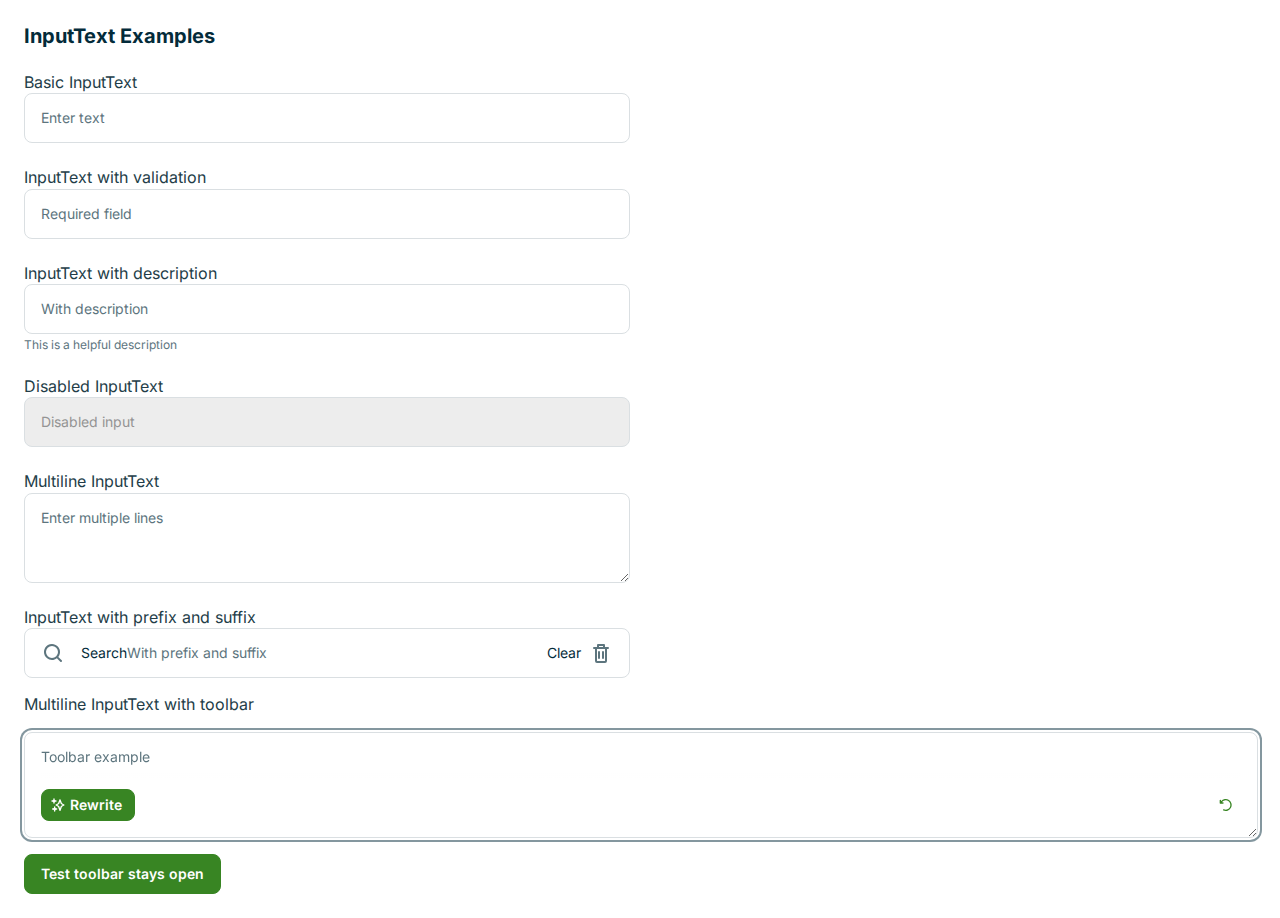 InputText Examples
Basic InputText
Enter text
InputText with validation
Required field
InputText with description
With description
This is a helpful description
Disabled InputText
Disabled input
Multiline InputText
Enter multiple lines
InputText with prefix and suffix
SearchWith prefix and suffix Clear
Multiline InputText with toolbar
Toolbar example
Rewrite
Test toolbar stays open